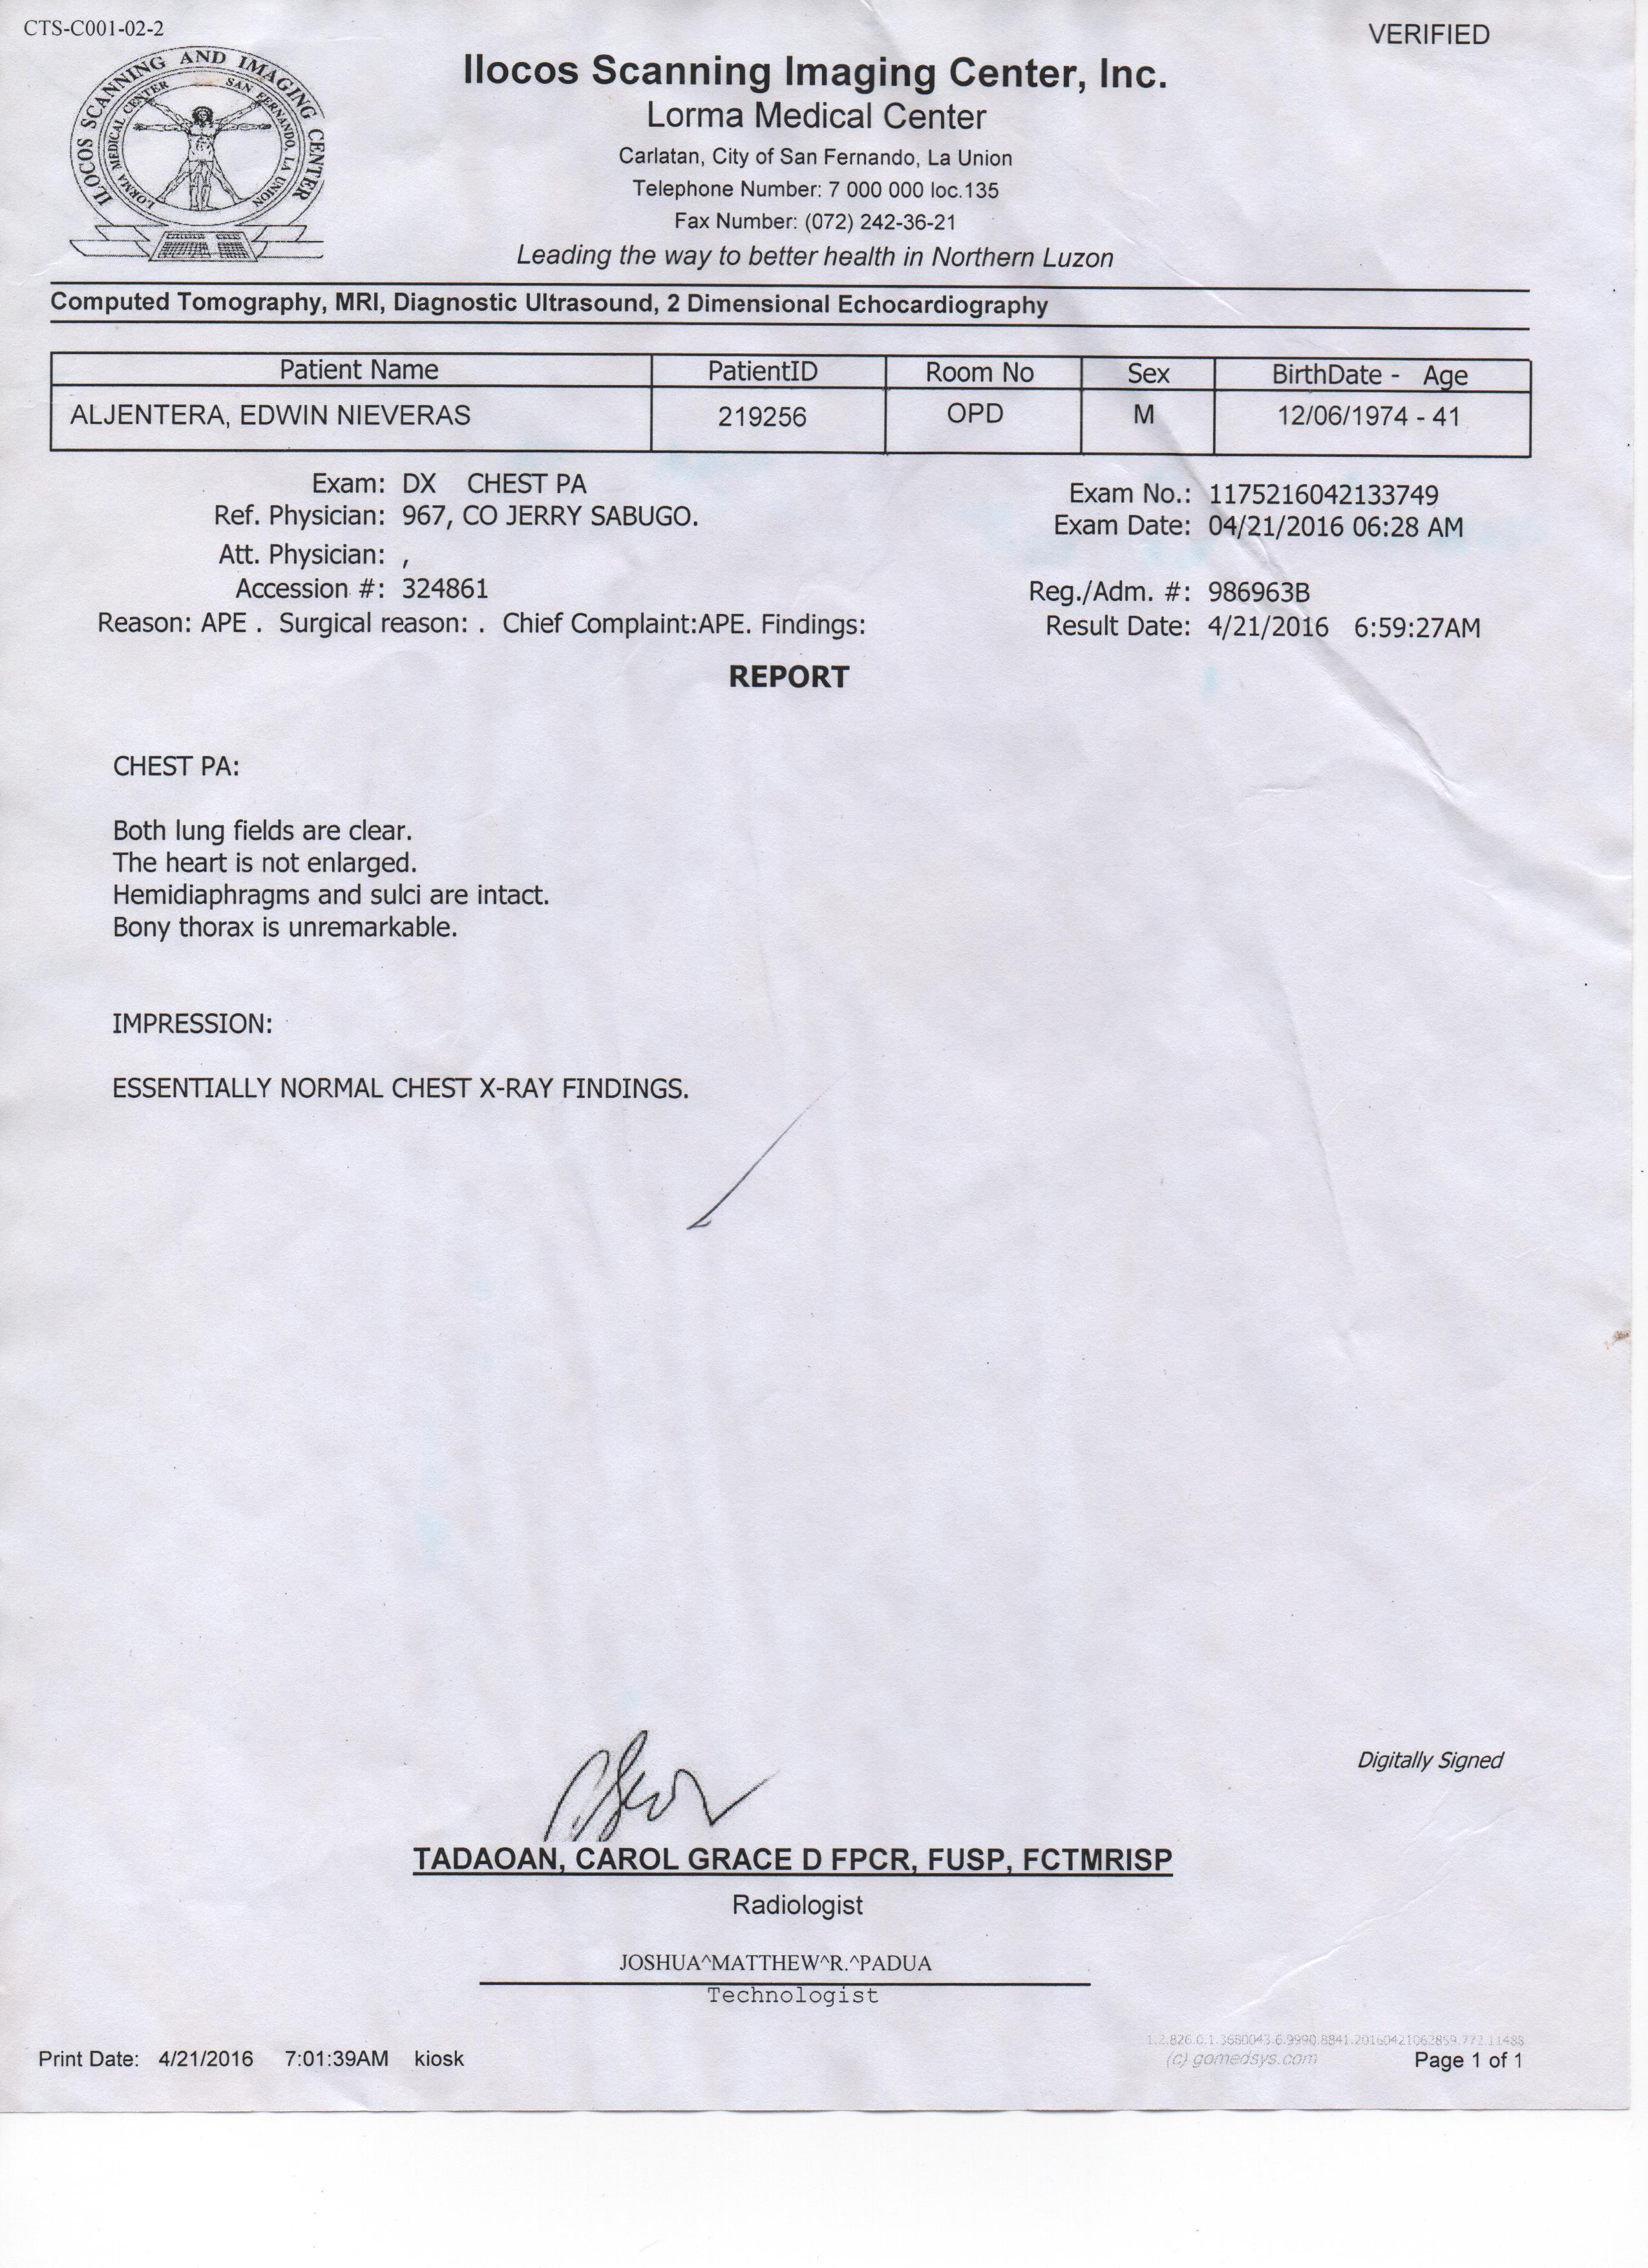 CTS-C001-02-2
VERIFIED
ILOCOS SCANNING AND IMAGING CENTER
LORMA MEDICAL CENTER SAN FERNANDO, LA UNION
Ilocos Scanning Imaging Center, Inc.
Lorma Medical Center
Carlatan, City of San Fernando, La Union
Telephone Number: 7 000 000 loc.135
Fax Number: (072) 242-36-21
Leading the way to better health in Northern Luzon
Computed Tomography, MRI, Diagnostic Ultrasound, 2 Dimensional Echocardiography
Patient Name PatientID Room No Sex BirthDate - Age
ALJENTERA, EDWIN NIEVERAS 219256 OPD M 12/06/1974 - 41
Exam: DX CHEST PA Exam No.: 1175216042133749
Ref. Physician: 967, CO JERRY SABUGO. Exam Date: 04/21/2016 06:28 AM
Att. Physician: ,
Accession #: 324861 Reg./Adm. #: 986963B
Reason: APE . Surgical reason: . Chief Complaint:APE. Findings: Result Date: 4/21/2016 6:59:27AM
REPORT
CHEST PA:
Both lung fields are clear.
The heart is not enlarged.
Hemidiaphragms and sulci are intact.
Bony thorax is unremarkable.
IMPRESSION:
ESSENTIALLY NORMAL CHEST X-RAY FINDINGS.
Digitally Signed
TADAOAN, CAROL GRACE D FPCR, FUSP, FCTMRISP
Radiologist
JOSHUA^MATTHEW^R.^PADUA
Technologist
1.2.826.0.1.3680043.6.9990.8841.20160421062859.772.11488
Print Date: 4/21/2016 7:01:39AM kiosk (c) gomedsys.com Page 1 of 1